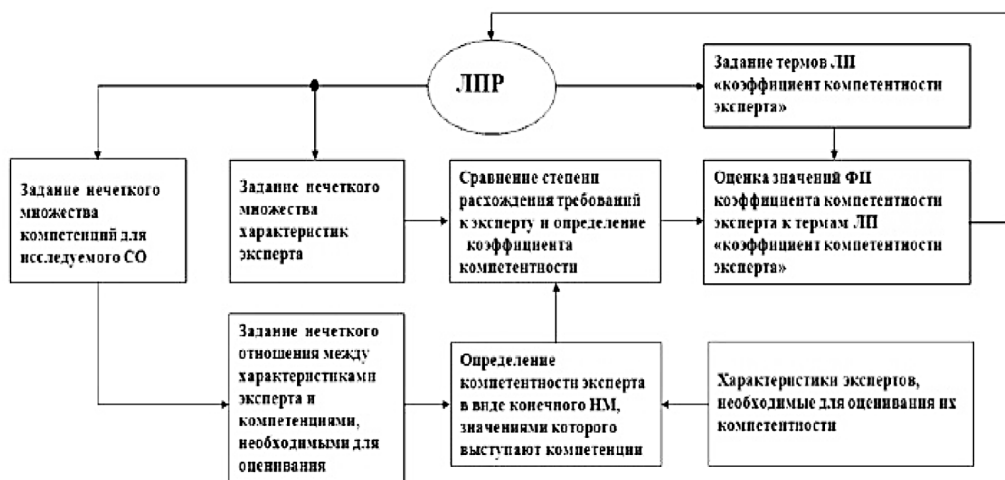 ЛПР
Задание термов ЛП
«коэффициент компетентности
эксперта»
Задание нечеткого
множества
компетенций для
исследуемого СО
Задание нечеткого
множества
характеристик
эксперта
Сравнение степени
расхождения требований
к эксперту и определение
коэффициента
компетентности
Оценка значений ФП
коэффициента компетентности
эксперта к термам ЛП
«коэффициент компетентности
эксперта»
Задание нечеткого
отношения между
характеристиками
эксперта и
компетенциями,
необходимыми для
оценивания
Определение
компетентности эксперта
в виде конечного НМ,
значениями которого
выступают компетенции
Характеристики экспертов,
необходимые для оценивания их
компетентности